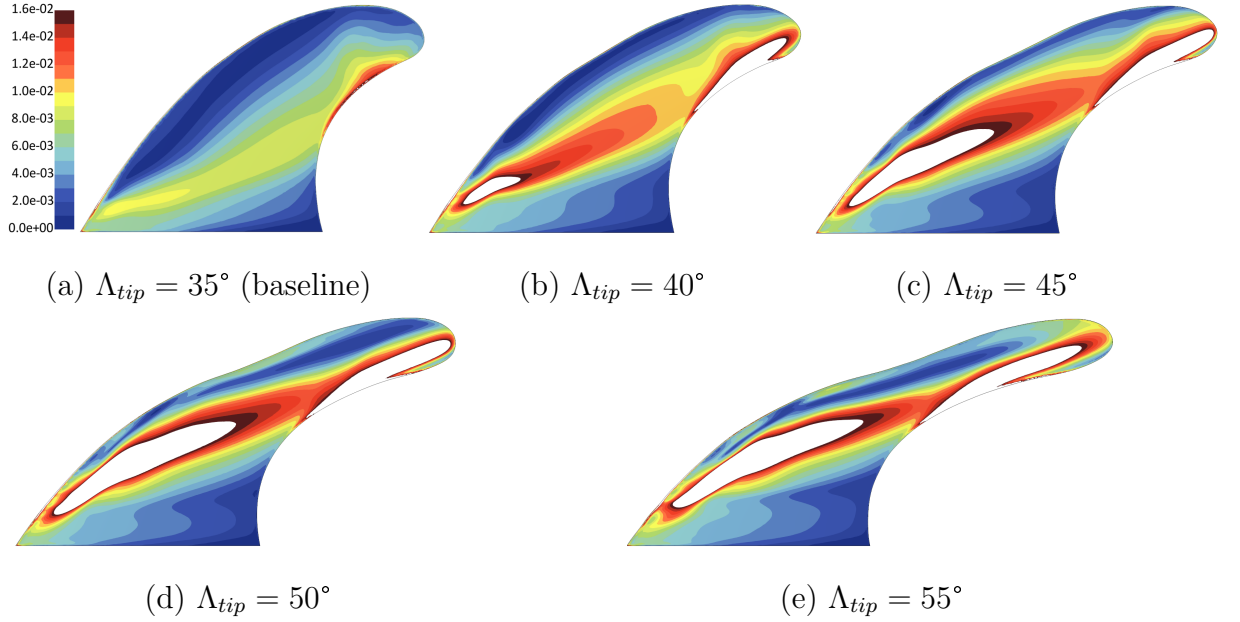 1.6e-02
1.4e-02
1.2e-02
1.0e-02
8.0e-03
6.0e-03
4.0e-03
2.0e-03
0.0e+00
(a) Λtip = 35° (baseline)
(b) Λtip = 40°
(c) Λtip = 45°
(d) Λtip = 50°
(e) Λtip = 55°